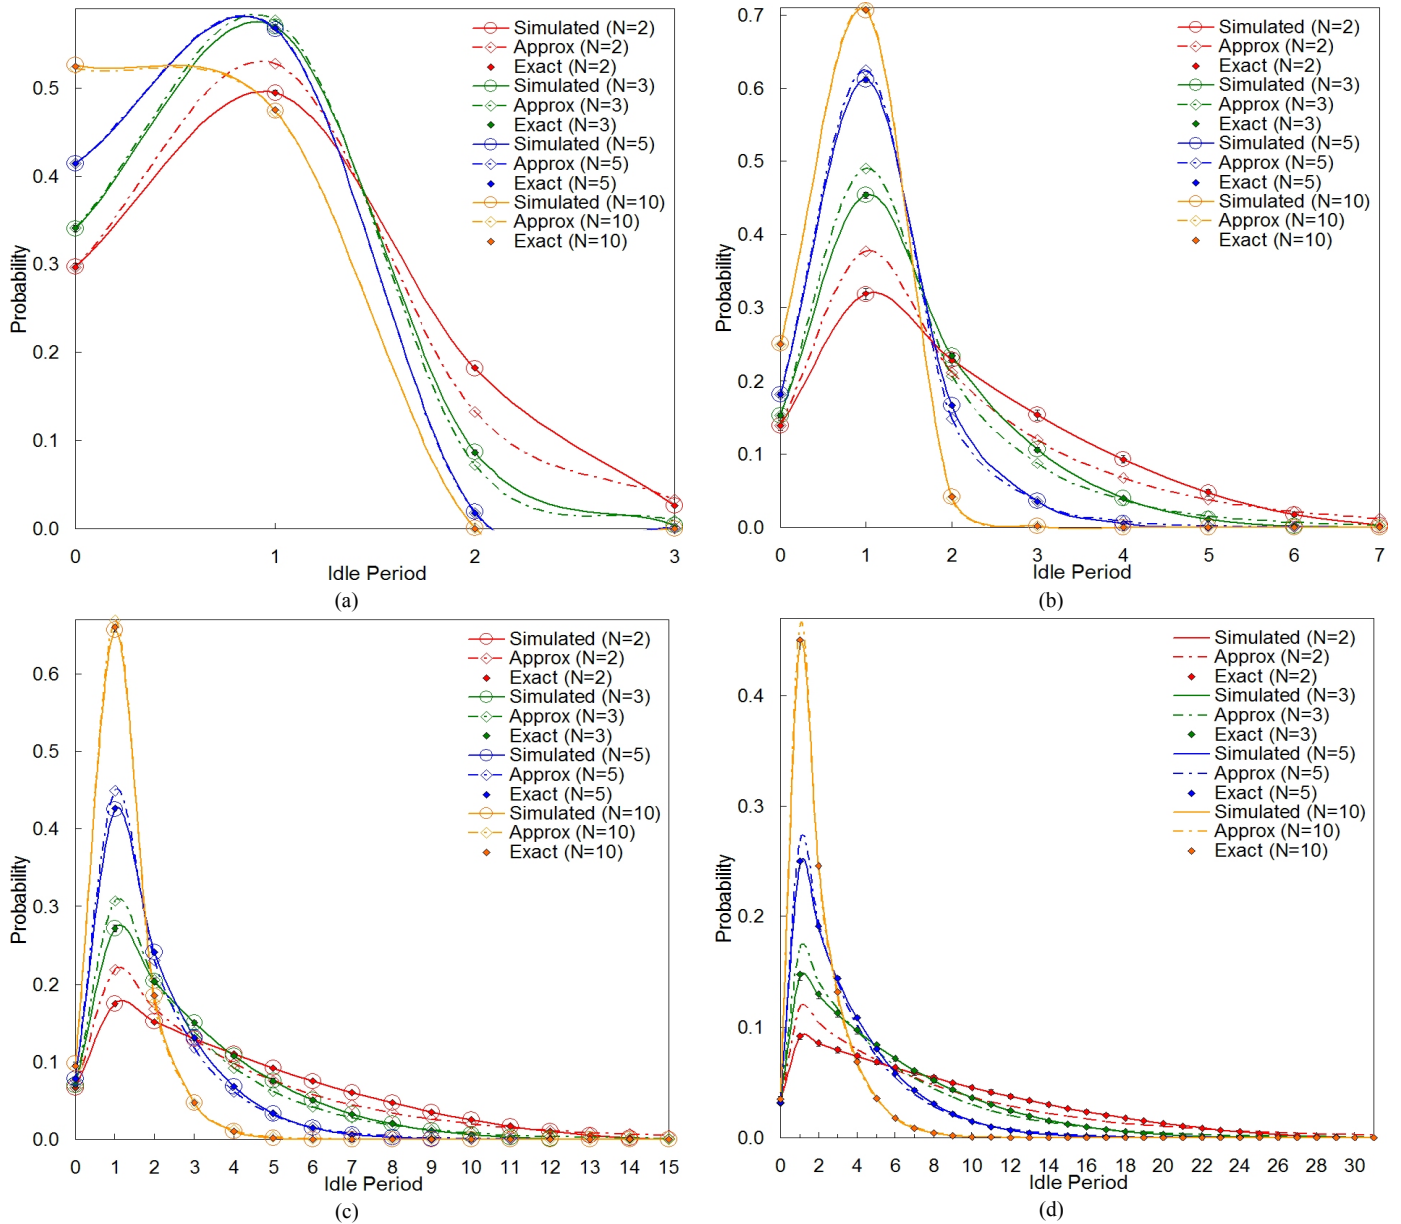 Simulated (N=2)
Approx (N=2)
Exact (N=2)
Simulated (N=3)
Approx (N=3)
Exact (N=3)
Simulated (N=5)
Approx (N=5)
Exact (N=5)
Simulated (N=10)
Approx (N=10)
Exact (N=10)
0.5
0.4
0.3
0.2
0.1
0.0
Probability
0 1 2 3
Idle Period
(a)
Simulated (N=2)
Approx (N=2)
Exact (N=2)
Simulated (N=3)
Approx (N=3)
Exact (N=3)
Simulated (N=5)
Approx (N=5)
Exact (N=5)
Simulated (N=10)
Approx (N=10)
Exact (N=10)
0.7
0.6
0.5
0.4
0.3
0.2
0.1
0.0
Probability
0 1 2 3 4 5 6 7
Idle Period
(b)
Simulated (N=2)
Approx (N=2)
Exact (N=2)
Simulated (N=3)
Approx (N=3)
Exact (N=3)
Simulated (N=5)
Approx (N=5)
Exact (N=5)
Simulated (N=10)
Approx (N=10)
Exact (N=10)
0.6
0.5
0.4
0.3
0.2
0.1
0.0
Probability
0 1 2 3 4 5 6 7 8 9 10 11 12 13 14 15
Idle Period
(c)
Simulated (N=2)
Approx (N=2)
Exact (N=2)
Simulated (N=3)
Approx (N=3)
Exact (N=3)
Simulated (N=5)
Approx (N=5)
Exact (N=5)
Simulated (N=10)
Approx (N=10)
Exact (N=10)
0.4
0.3
0.2
0.1
0.0
Probability
0 2 4 6 8 10 12 14 16 18 20 22 24 26 28 30
Idle Period
(d)